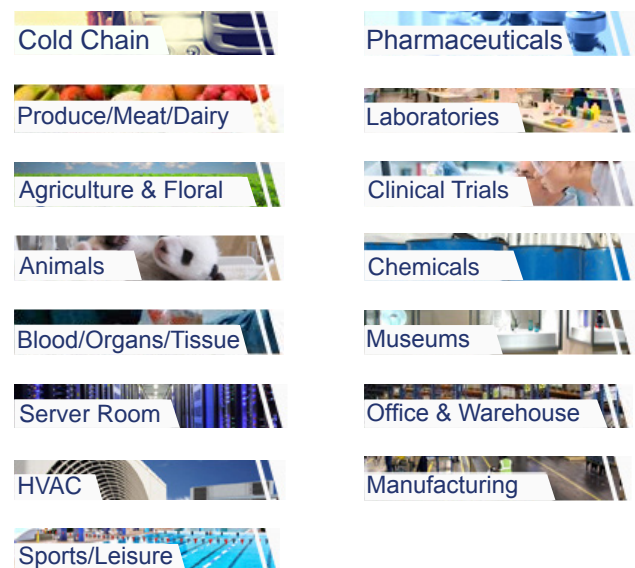 Cold Chain
Produce/Meat/Dairy
Agriculture & Floral
Animals
Blood/Organs/Tissue
Server Room
HVAC
Sports/Leisure
Pharmaceuticals
Laboratories
Clinical Trials
Chemicals
Museums
Office & Warehouse
Manufacturing